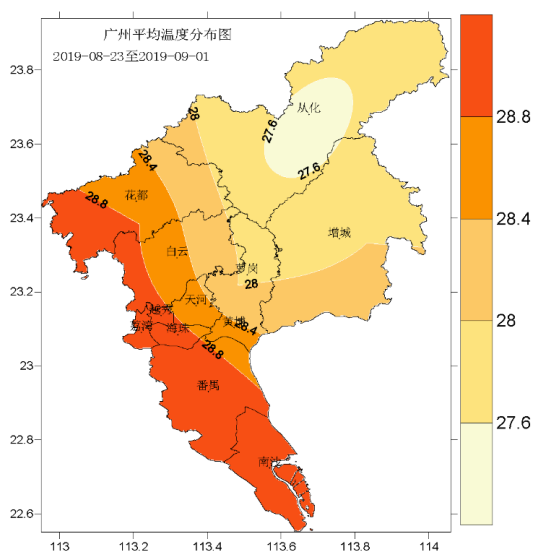 广州平均温度分布图
2019-08-23至2019-09-01
23.8
23.6
23.4
23.2
23
22.8
22.6
113
113.2
113.4
113.6
113.8
114
从化
27.6
27.6
28
28.4
花都
28.8
白云
增城
萝岗
28
天河
越秀
荔湾
海珠
黄埔
28.4
28.8
番禺
南沙
28.8
28.4
28
27.6